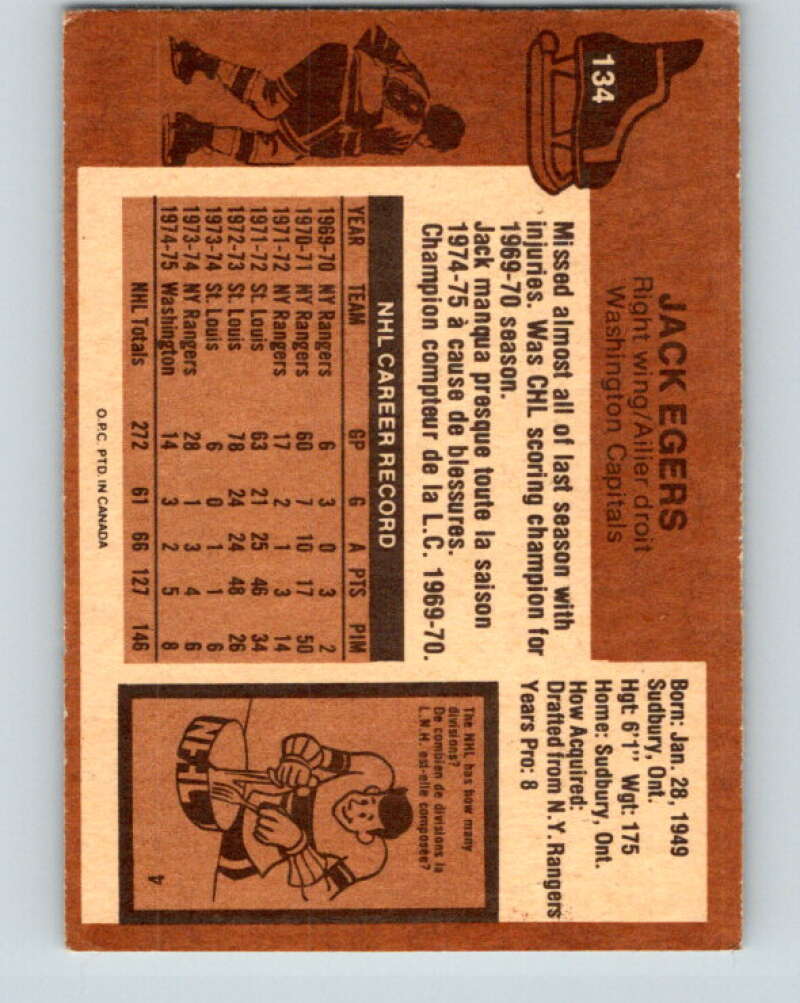 134
JACK EGERS
Right wing/Ailier droit
Washington Capitals
Born: Jan. 28, 1949
Sudbury, Ont.
Hgt: 6'1" Wgt: 175
Home: Sudbury, Ont.
How Acquired:
Drafted from N.Y. Rangers
Years Pro: 8
Missed almost all of last season with
injuries. Was CHL scoring champion for
1969-70 season.
Jack manqua presque toute la saison
1974-75 à cause de blessures.
Champion compteur de la L.C. 1969-70.
NHL CAREER RECORD
YEAR TEAM GP G A PTS PIM
1969-70 NY Rangers 6 3 0 3 2
1970-71 NY Rangers 60 7 10 17 50
1971-72 NY Rangers 17 2 1 3 14
1971-72 St. Louis 63 21 25 46 34
1972-73 St. Louis 78 24 24 48 26
1973-74 St. Louis 6 0 1 1 6
1973-74 NY Rangers 28 1 3 4 6
1974-75 Washington 14 3 2 5 8
NHL Totals 272 61 66 127 146
O.P.C. PTD. IN CANADA
The NHL has how many
divisions?
De combien de divisions la
L.N.H. est-elle composée?
NHL
4